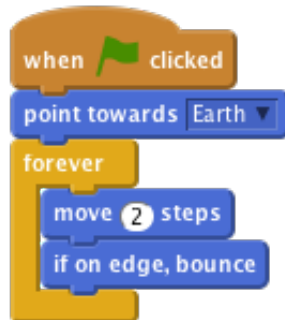 when clicked
point towards Earth
forever
move 2 steps
if on edge, bounce